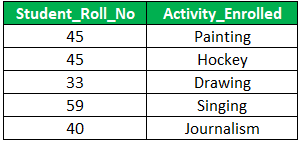 Student_Roll_No Activity_Enrolled
45 Painting
45 Hockey
33 Drawing
59 Singing
40 Journalism